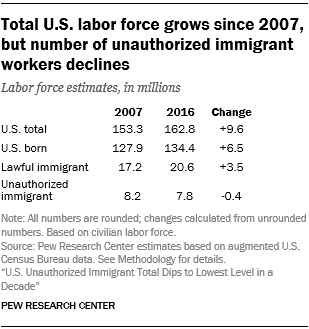 Total U.S. labor force grows since 2007,
but number of unauthorized immigrant
workers declines
Labor force estimates, in millions
2007 2016 Change
U.S. total 153.3 162.8 +9.6
U.S. born 127.9 134.4 +6.5
Lawful immigrant 17.2 20.6 +3.5
Unauthorized
immigrant 8.2 7.8 -0.4
Note: All numbers are rounded; changes calculated from unrounded
numbers. Based on civilian labor force.
Source: Pew Research Center estimates based on augmented U.S.
Census Bureau data. See Methodology for details.
“U.S. Unauthorized Immigrant Total Dips to Lowest Level in a
Decade”
PEW RESEARCH CENTER